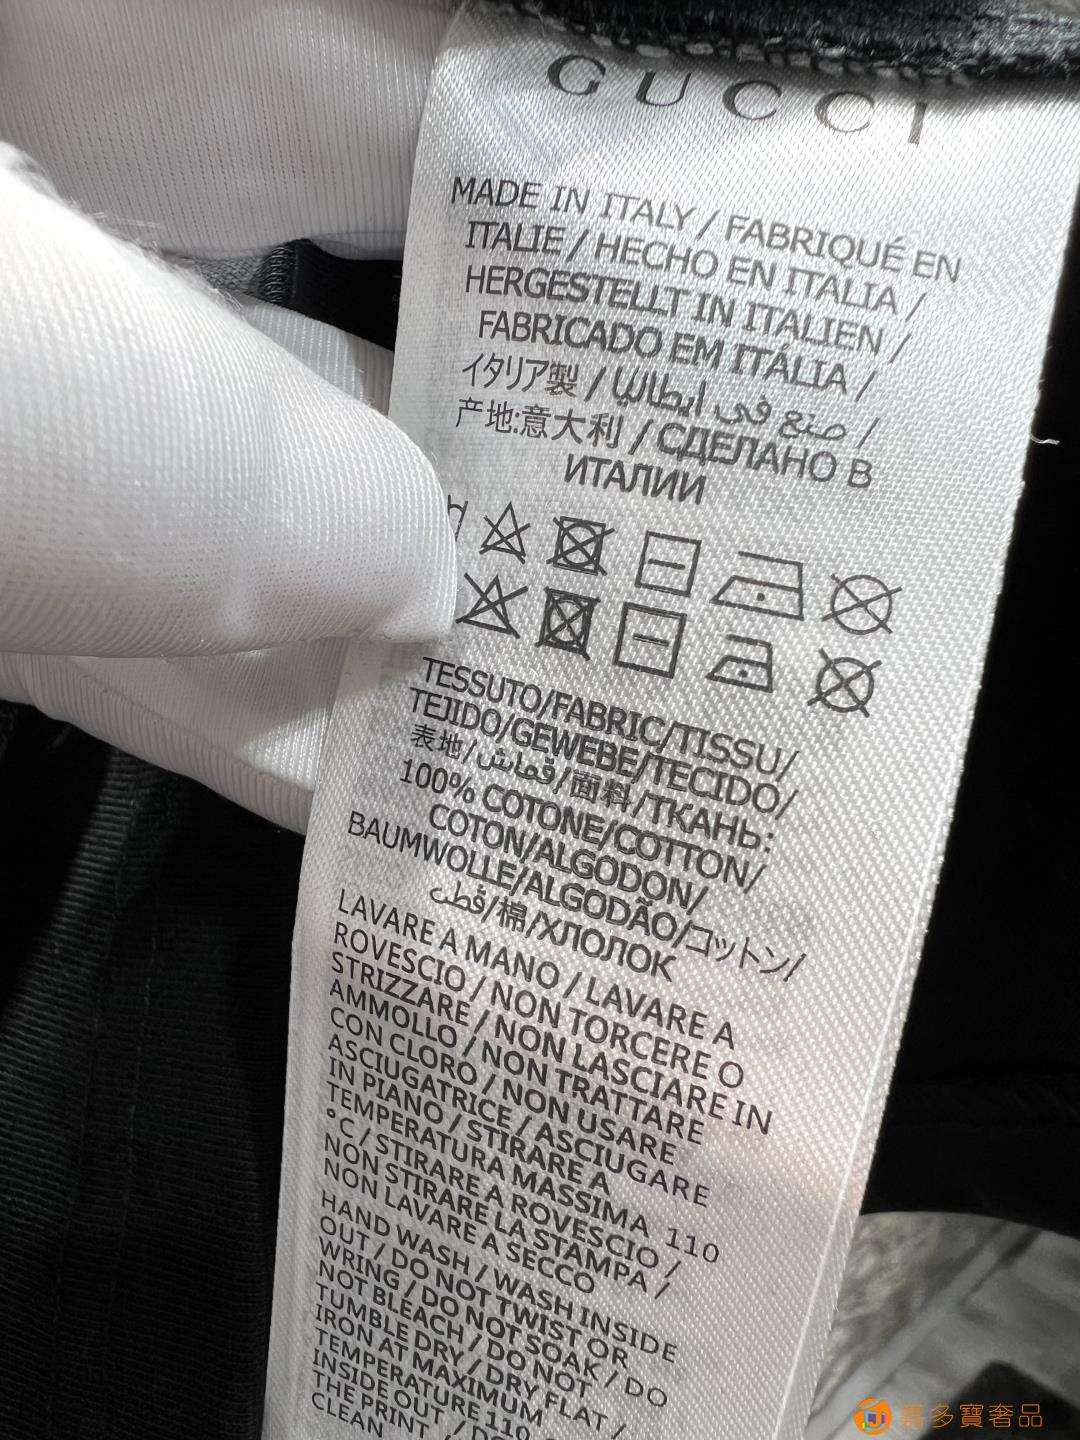 GUCCI
MADE IN ITALY / FABRIQUÉ EN
ITALIE / HECHO EN ITALIA /
HERGESTELLT IN ITALIEN /
FABRICADO EM ITÁLIA /
イタリア製 / صنع في ايطاليا /
产地:意大利 / СДЕЛАНО В
ИТАЛИИ
TESSUTO/FABRIC/TISSU/
TEJIDO/GEWEBE/TECIDO/
表地/قماش/面料/ТКАНЬ:
100% COTONE/COTTON/
COTON/ALGODON/
BAUMWOLLE/ALGODÃO/コットン/
قطن/棉/ХЛОПОК
LAVARE A MANO / LAVARE A
ROVESCIO / NON TORCERE O
STRIZZARE / NON LASCIARE IN
AMMOLLO / NON TRATTARE
CON CLORO / NON USARE
ASCIUGATRICE / ASCIUGARE
IN PIANO / STIRARE A
TEMPERATURA MASSIMA 110
°C / STIRARE A ROVESCIO /
NON STIRARE LA STAMPA /
NON LAVARE A SECCO
HAND WASH / WASH INSIDE
OUT / DO NOT TWIST OR
WRING / DO NOT SOAK / DO
NOT BLEACH / DO NOT
TUMBLE DRY / DRY FLAT /
IRON AT MAXIMUM
TEMPERATURE 110
INSIDE OUT /
THE PRINT /
CLEAN
喜多寶奢品